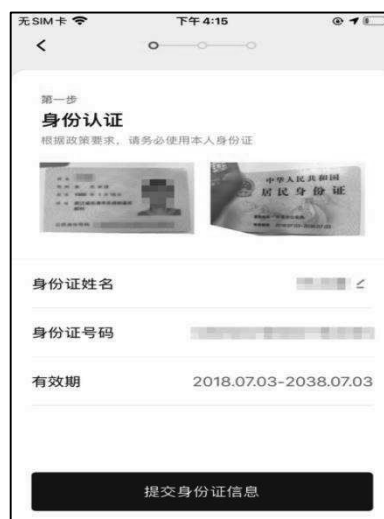 无SIM卡 下午4:15
第一步
身份认证
根据政策要求，请务必使用本人身份证
中华人民共和国
居民身份证
身份证姓名
身份证号码
有效期 2018.07.03-2038.07.03
提交身份证信息